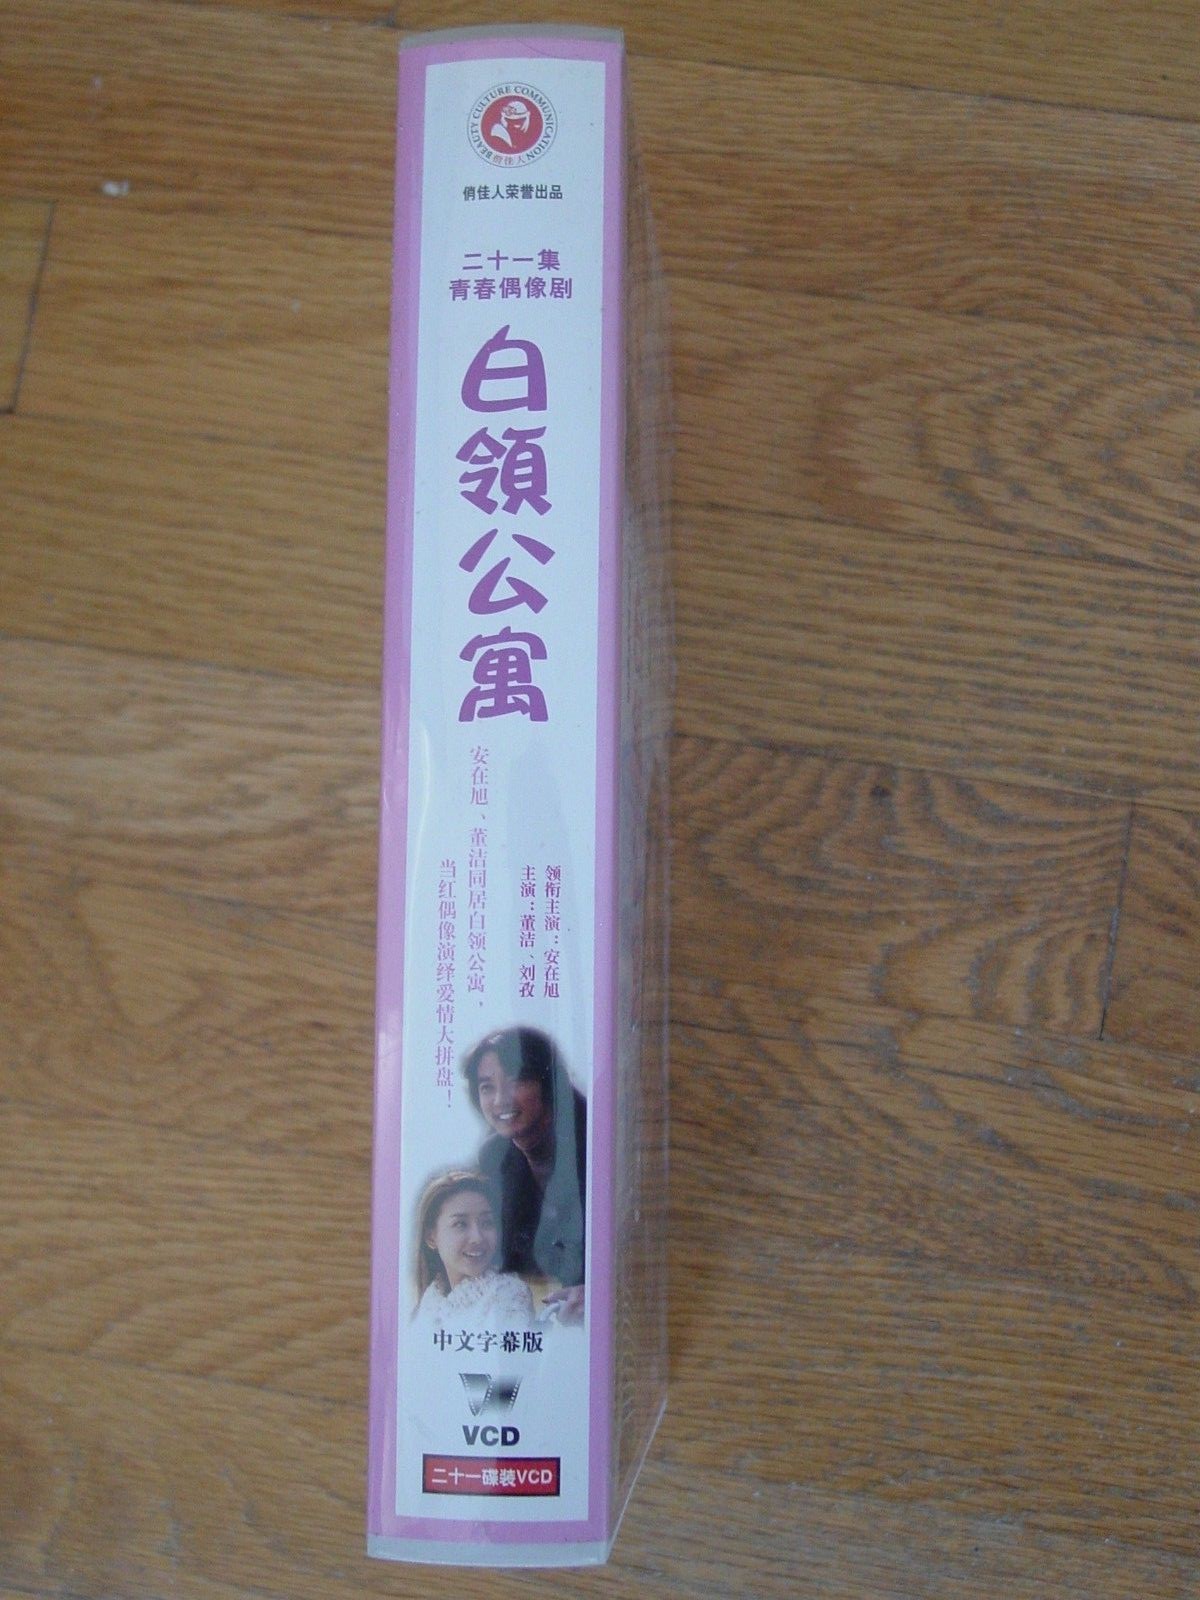 BEAUTY CULTURE COMMUNICATION
俏佳人
俏佳人荣誉出品
二十一集
青春偶像剧
白領公寓
领衔主演：安在旭
主演：董洁、刘孜
安在旭、董洁同居白领公寓，
当红偶像演绎爱情大拼盘！
中文字幕版
VCD
二十一碟装VCD